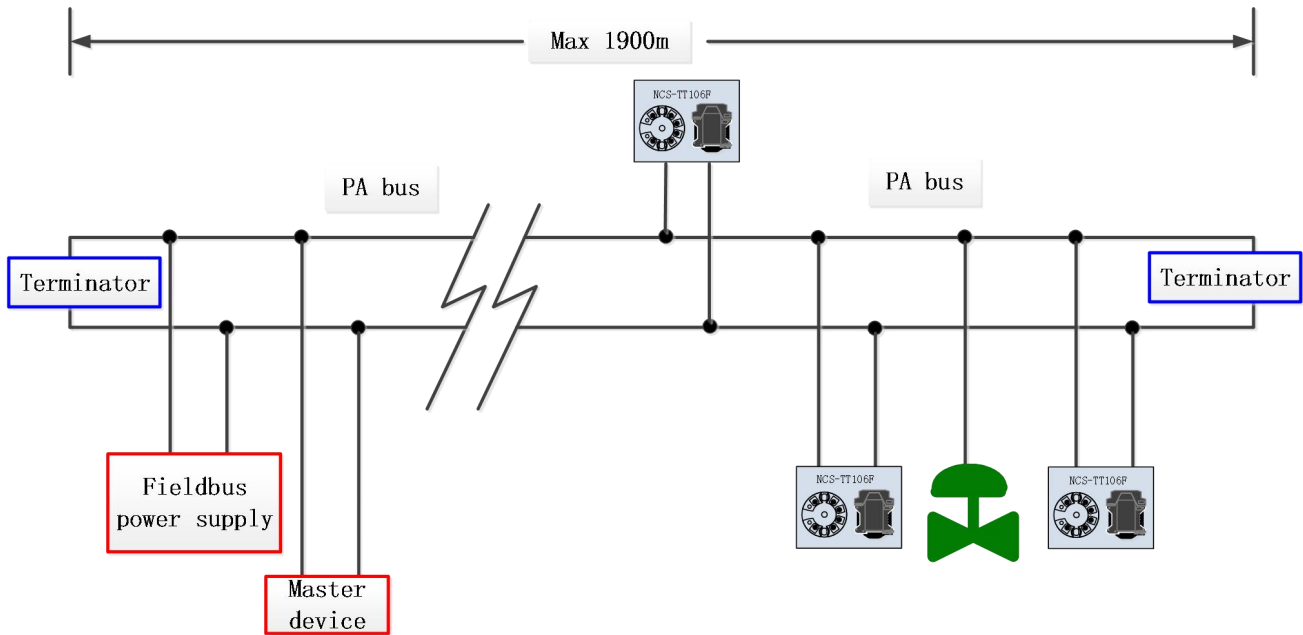 Max 1900m
NCS-TT106F
PA bus
PA bus
Terminator
Terminator
Fieldbus
power supply
NCS-TT106F
NCS-TT106F
Master
device